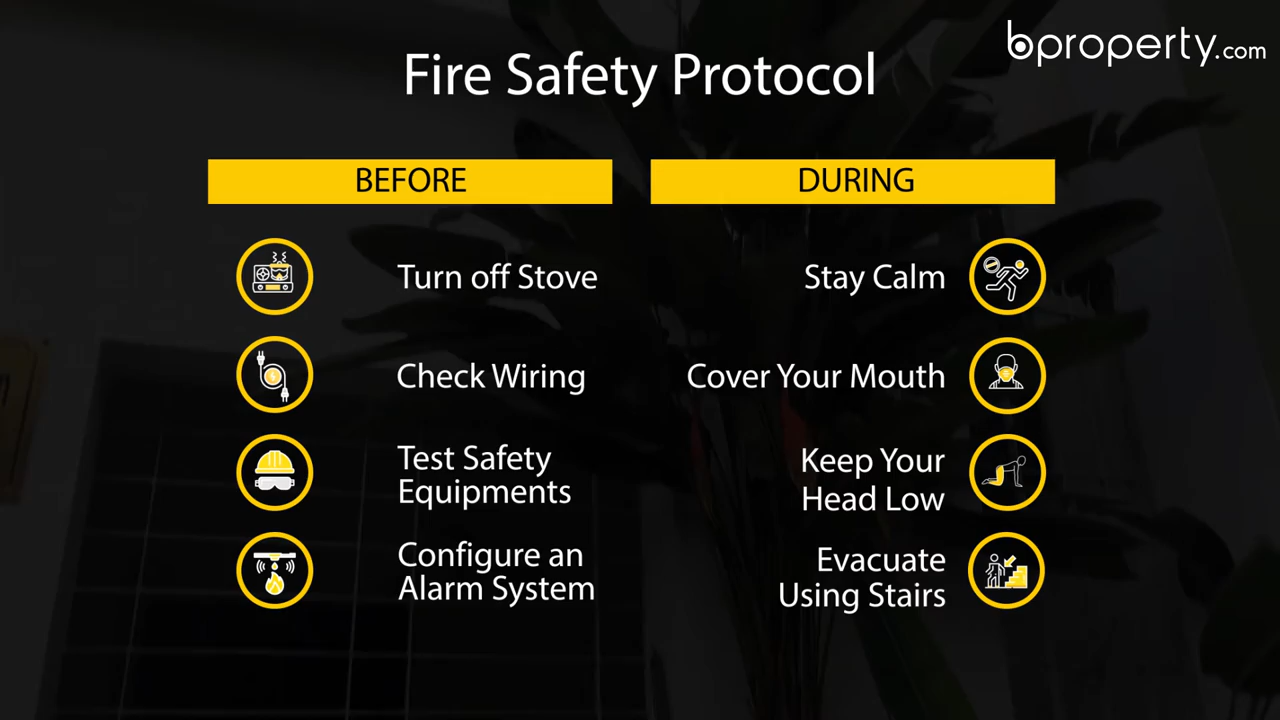 bproperty.com
Fire Safety Protocol
BEFORE
Turn off Stove
Check Wiring
Test Safety
Equipments
Configure an
Alarm System
DURING
Stay Calm
Cover Your Mouth
Keep Your
Head Low
Evacuate
Using Stairs